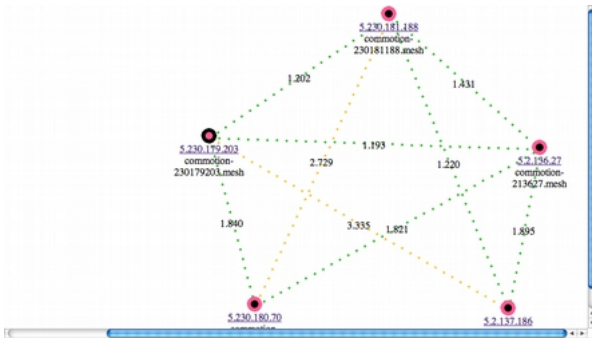 5.230.181.188
commotion-
230181188.mesh
1.202
1.431
5.230.179.203
commotion-
230179203.mesh
1.193
5.2.136.27
commotion-
213627.mesh
2.729
1.220
1.840
3.335
1.821
1.895
5.230.180.70
5.2.137.186